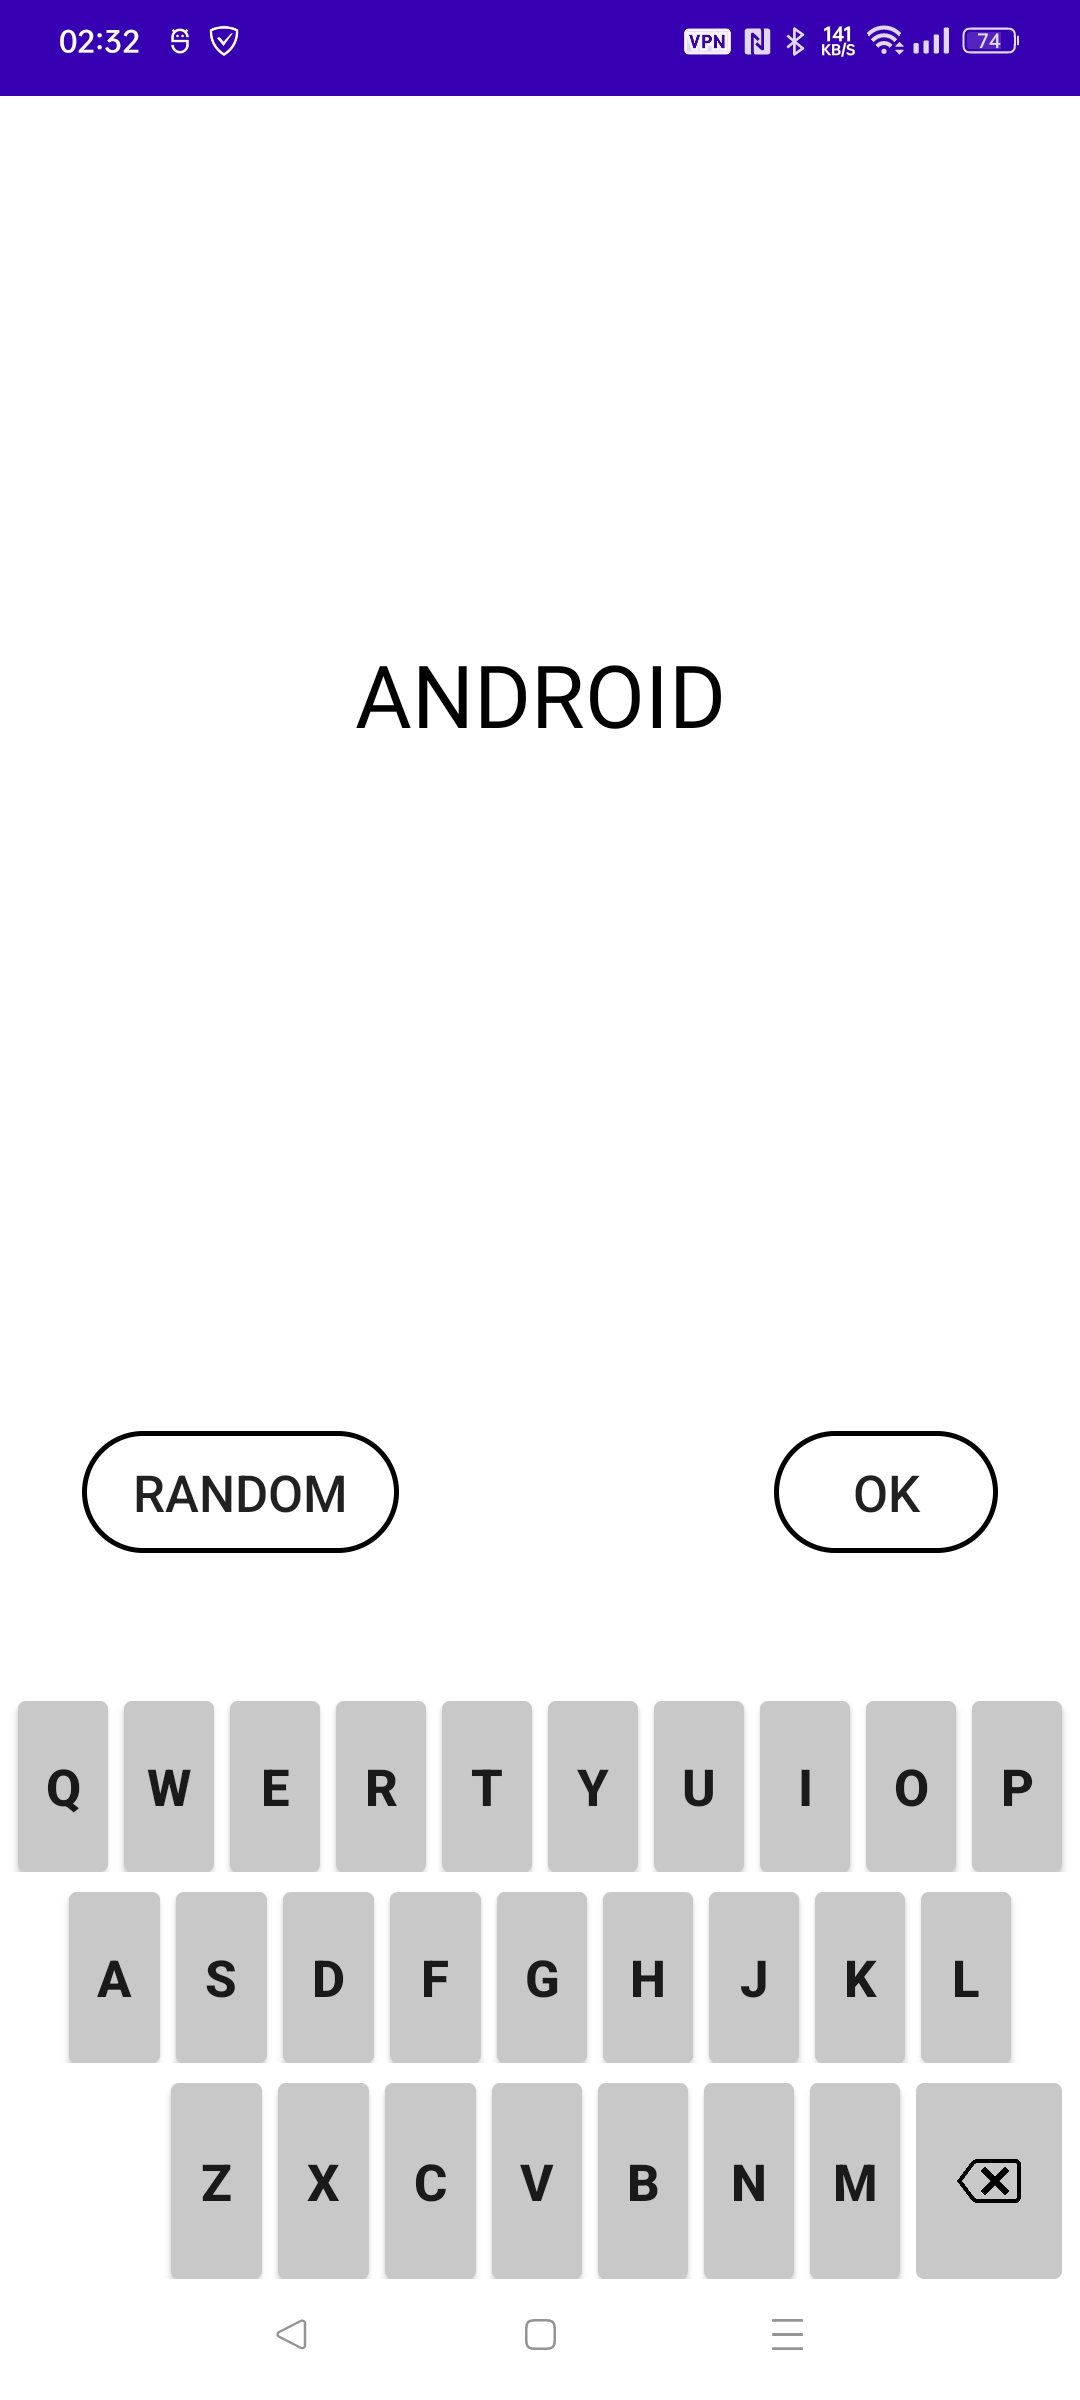 02:32 VPN 141 KB/S 74
ANDROID
RANDOM OK
Q W E R T Y U I O P
A S D F G H J K L
Z X C V B N M